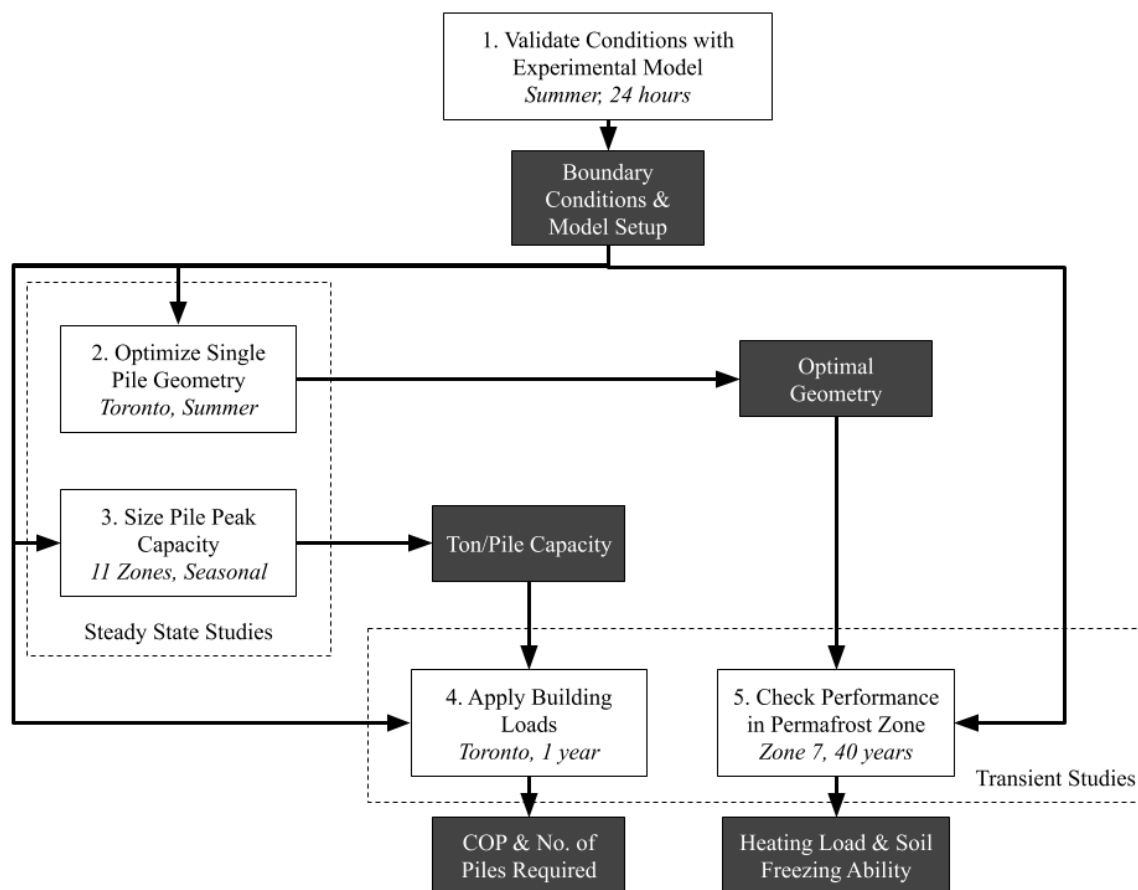 1. Validate Conditions with
Experimental Model
Summer, 24 hours
Boundary
Conditions &
Model Setup
2. Optimize Single
Pile Geometry
Toronto, Summer
Optimal
Geometry
3. Size Pile Peak
Capacity
11 Zones, Seasonal
Ton/Pile Capacity
Steady State Studies
4. Apply Building
Loads
Toronto, 1 year
5. Check Performance
in Permafrost Zone
Zone 7, 40 years
Transient Studies
COP & No. of
Piles Required
Heating Load & Soil
Freezing Ability